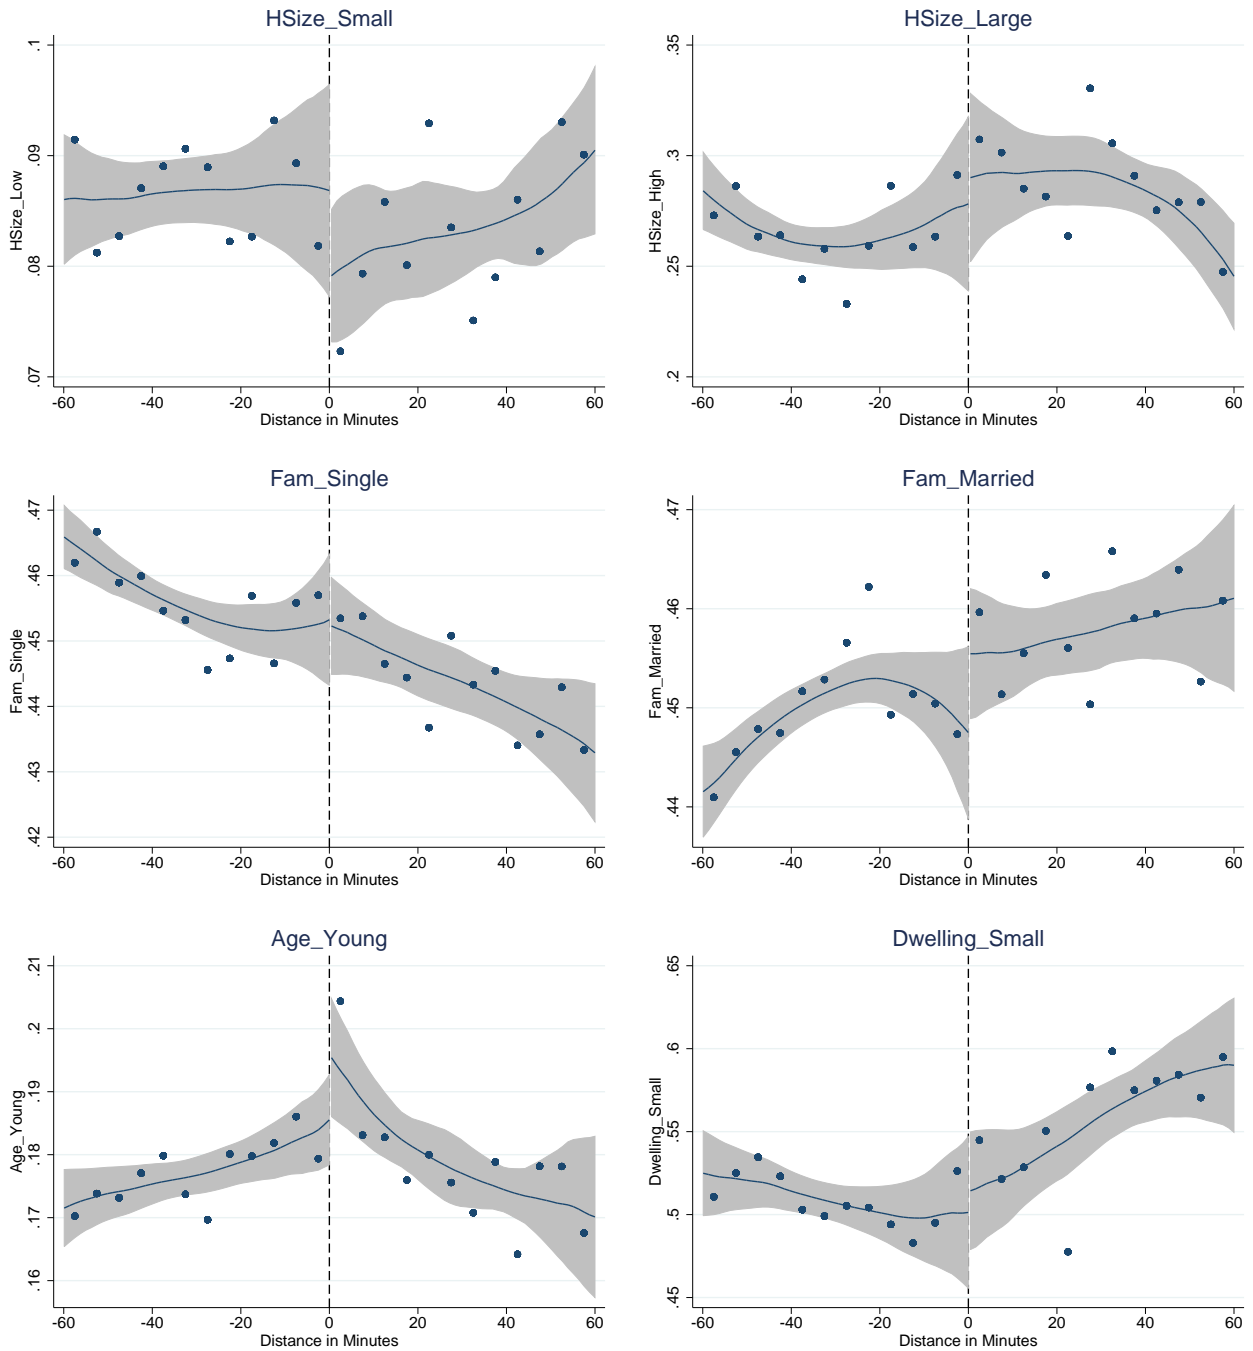 HSize_Small
HSize_Large
.1
.09
.08
.07
HSize_Low
-60 -40 -20 0 20 40 60
Distance in Minutes
.35
.3
.25
.2
HSize_High
-60 -40 -20 0 20 40 60
Distance in Minutes
Fam_Single
Fam_Married
.47
.46
.45
.44
.43
.42
Fam_Single
-60 -40 -20 0 20 40 60
Distance in Minutes
.47
.46
.45
.44
Fam_Married
-60 -40 -20 0 20 40 60
Distance in Minutes
Age_Young
Dwelling_Small
.21
.2
.19
.18
.17
.16
Age_Young
-60 -40 -20 0 20 40 60
Distance in Minutes
.65
.6
.55
.5
.45
Dwelling_Small
-60 -40 -20 0 20 40 60
Distance in Minutes